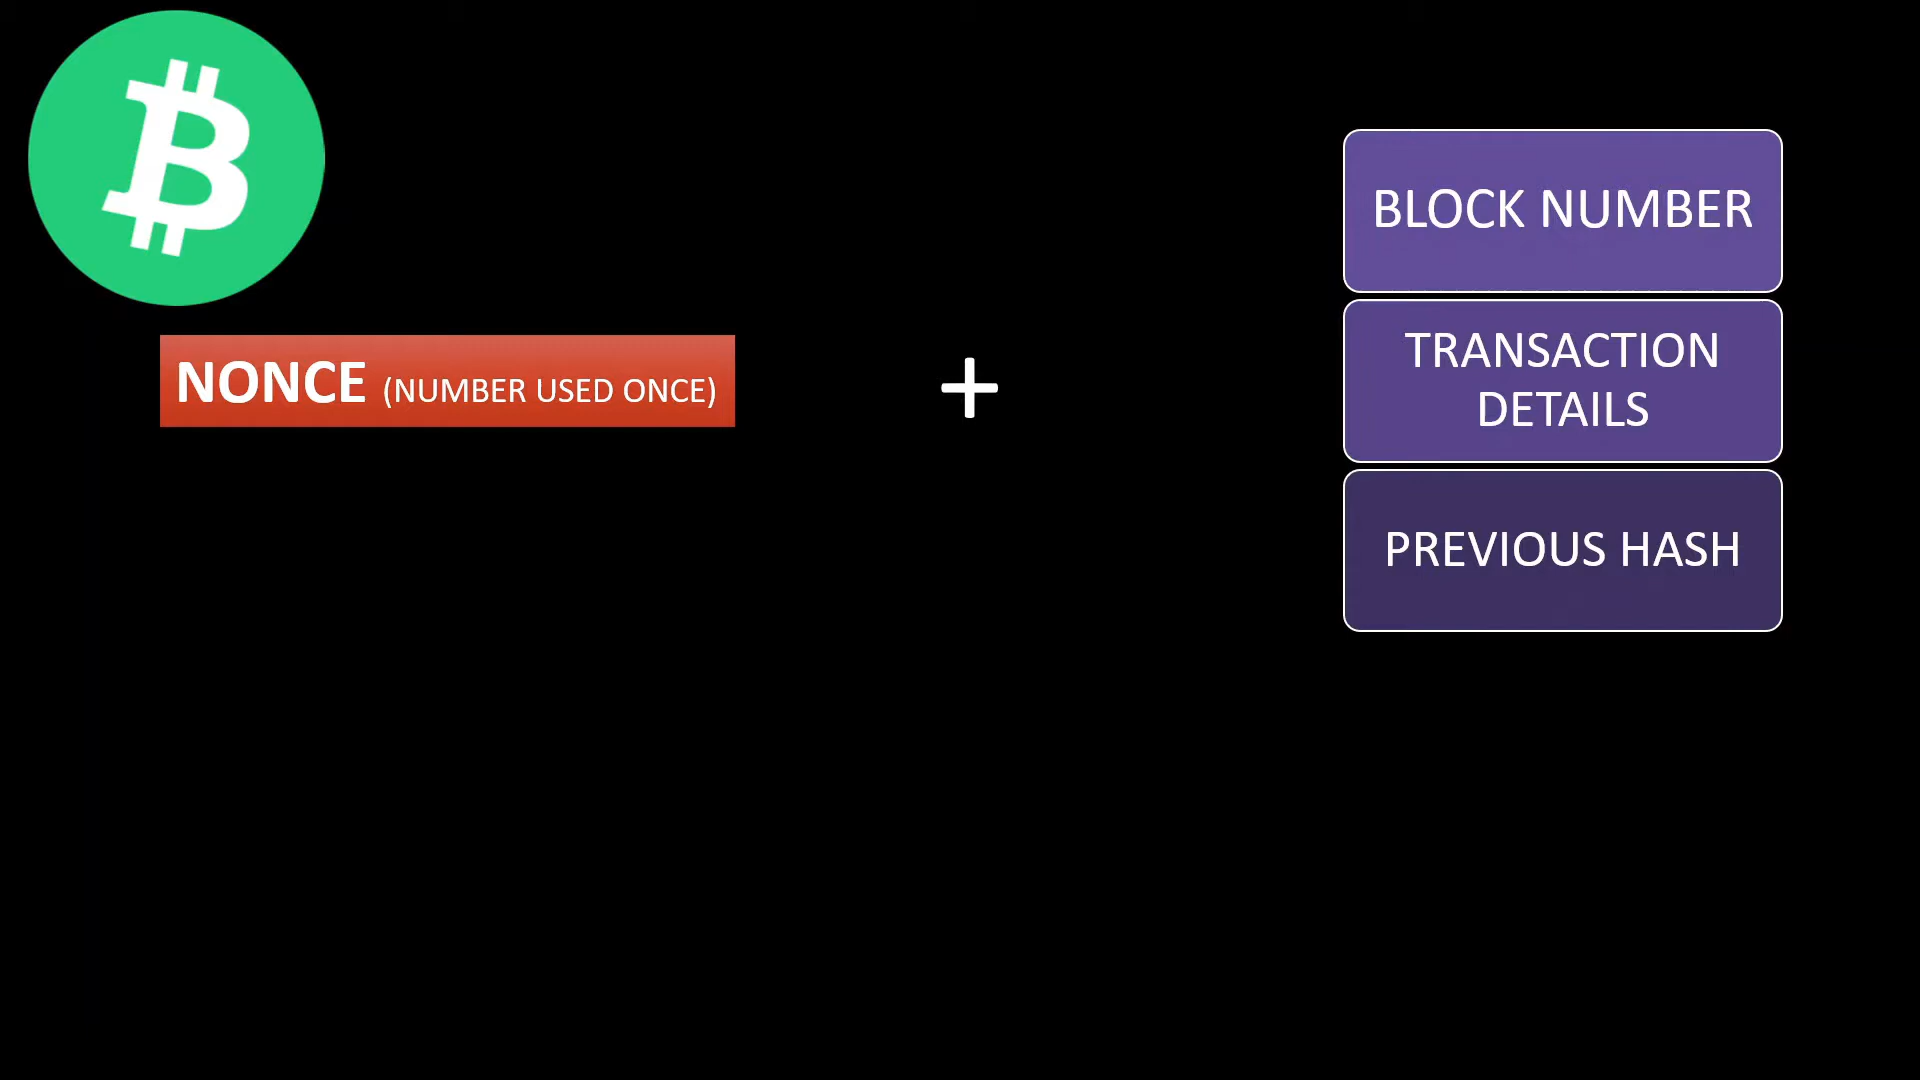 NONCE (NUMBER USED ONCE)
+
BLOCK NUMBER
TRANSACTION
DETAILS
PREVIOUS HASH